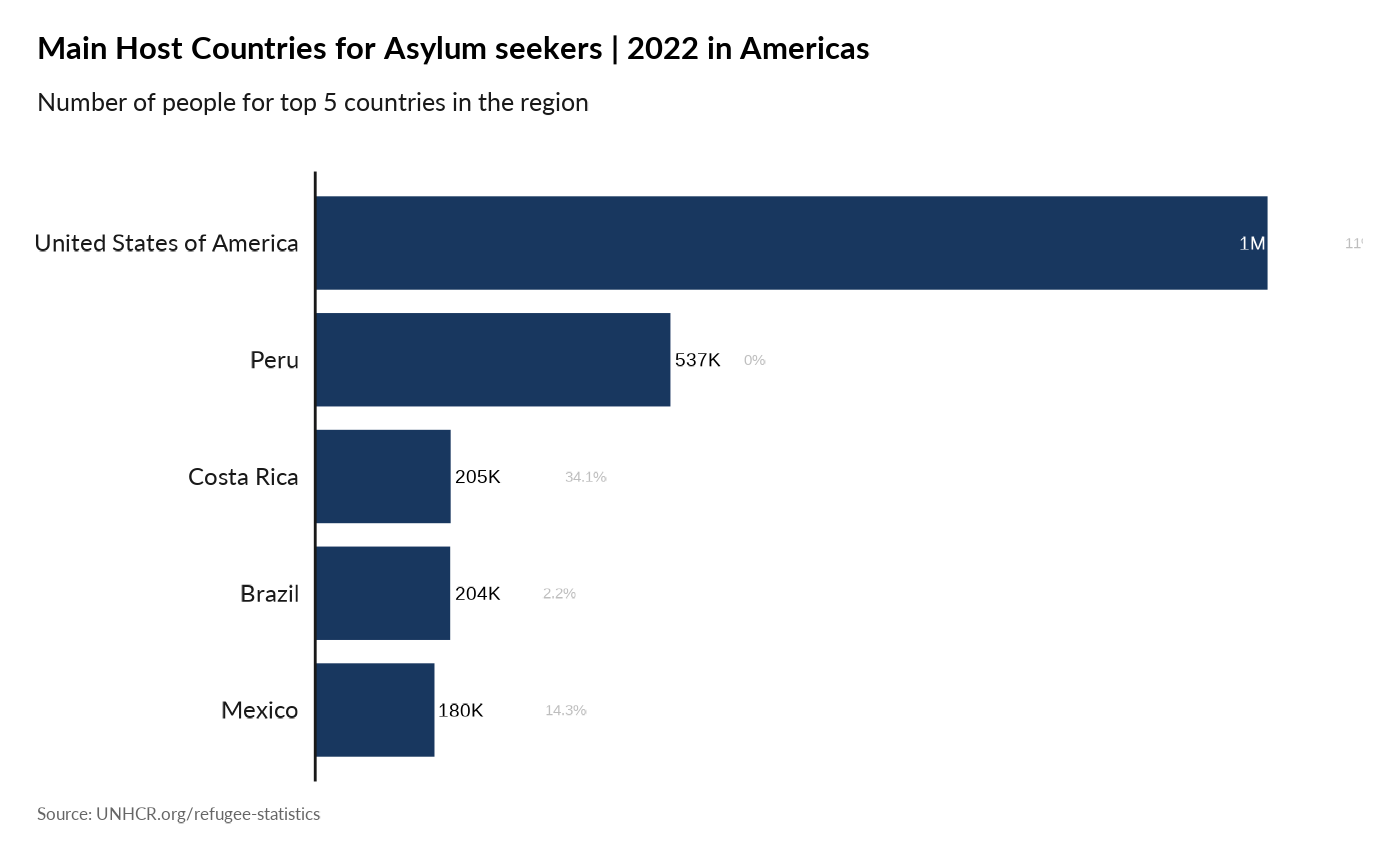 Main Host Countries for Asylum seekers | 2022 in Americas
Number of people for top 5 countries in the region
United States of America 1M
Peru 537K 0%
Costa Rica 205K 34.1%
Brazil 204K 2.2%
Mexico 180K 14.3%
Source: UNHCR.org/refugee-statistics